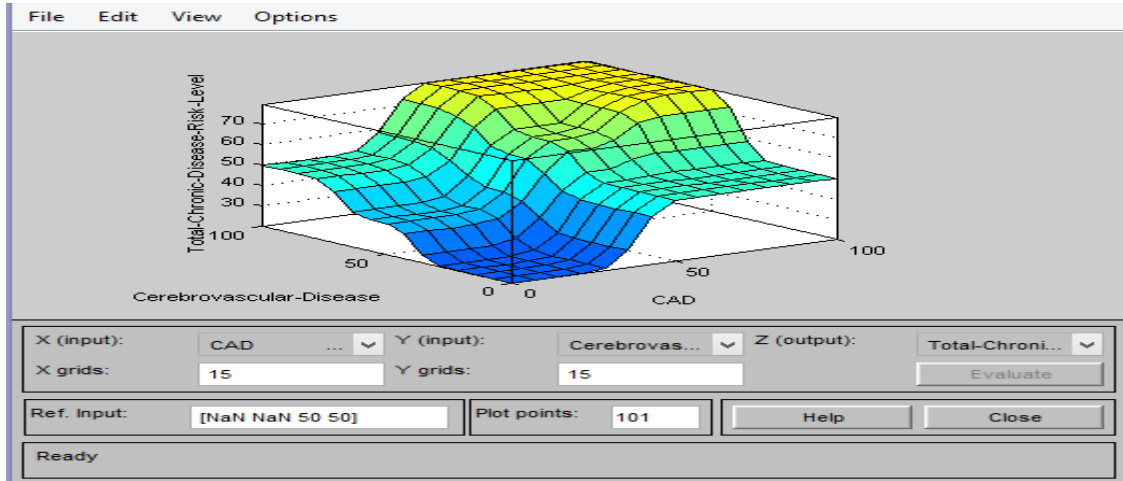 File Edit View Options
Total-Chronic-Disease-Risk-Level
70
60
50
40
30
100
50
0
0
50
100
Cerebrovascular-Disease
CAD
X (input): CAD ... Y (input): Cerebrovas... Z (output): Total-Chroni...
X grids: 15 Y grids: 15 Evaluate
Ref. Input: [NaN NaN 50 50] Plot points: 101 Help Close
Ready